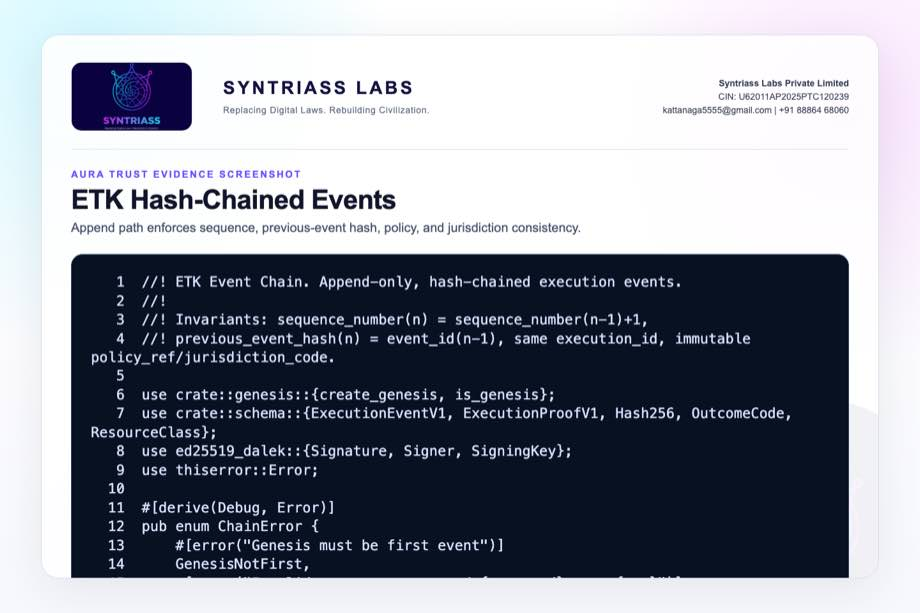 SYNTRIASS
SYNTRIASS LABS
Replacing Digital Laws. Rebuilding Civilization.
Syntriass Labs Private Limited
CIN: U62011AP2025PTC120239
kattanaga5555@gmail.com | +91 88864 68060
AURA TRUST EVIDENCE SCREENSHOT
ETK Hash-Chained Events
Append path enforces sequence, previous-event hash, policy, and jurisdiction consistency.
1 //! ETK Event Chain. Append-only, hash-chained execution events.
2 //!
3 //! Invariants: sequence_number(n) = sequence_number(n-1)+1,
4 //! previous_event_hash(n) = event_id(n-1), same execution_id, immutable
policy_ref/jurisdiction_code.
5
6 use crate::genesis::{create_genesis, is_genesis};
7 use crate::schema::{ExecutionEventV1, ExecutionProofV1, Hash256, OutcomeCode,
ResourceClass};
8 use ed25519_dalek::{Signature, Signer, SigningKey};
9 use thiserror::Error;
10
11 #[derive(Debug, Error)]
12 pub enum ChainError {
13 #[error("Genesis must be first event")]
14 GenesisNotFirst,